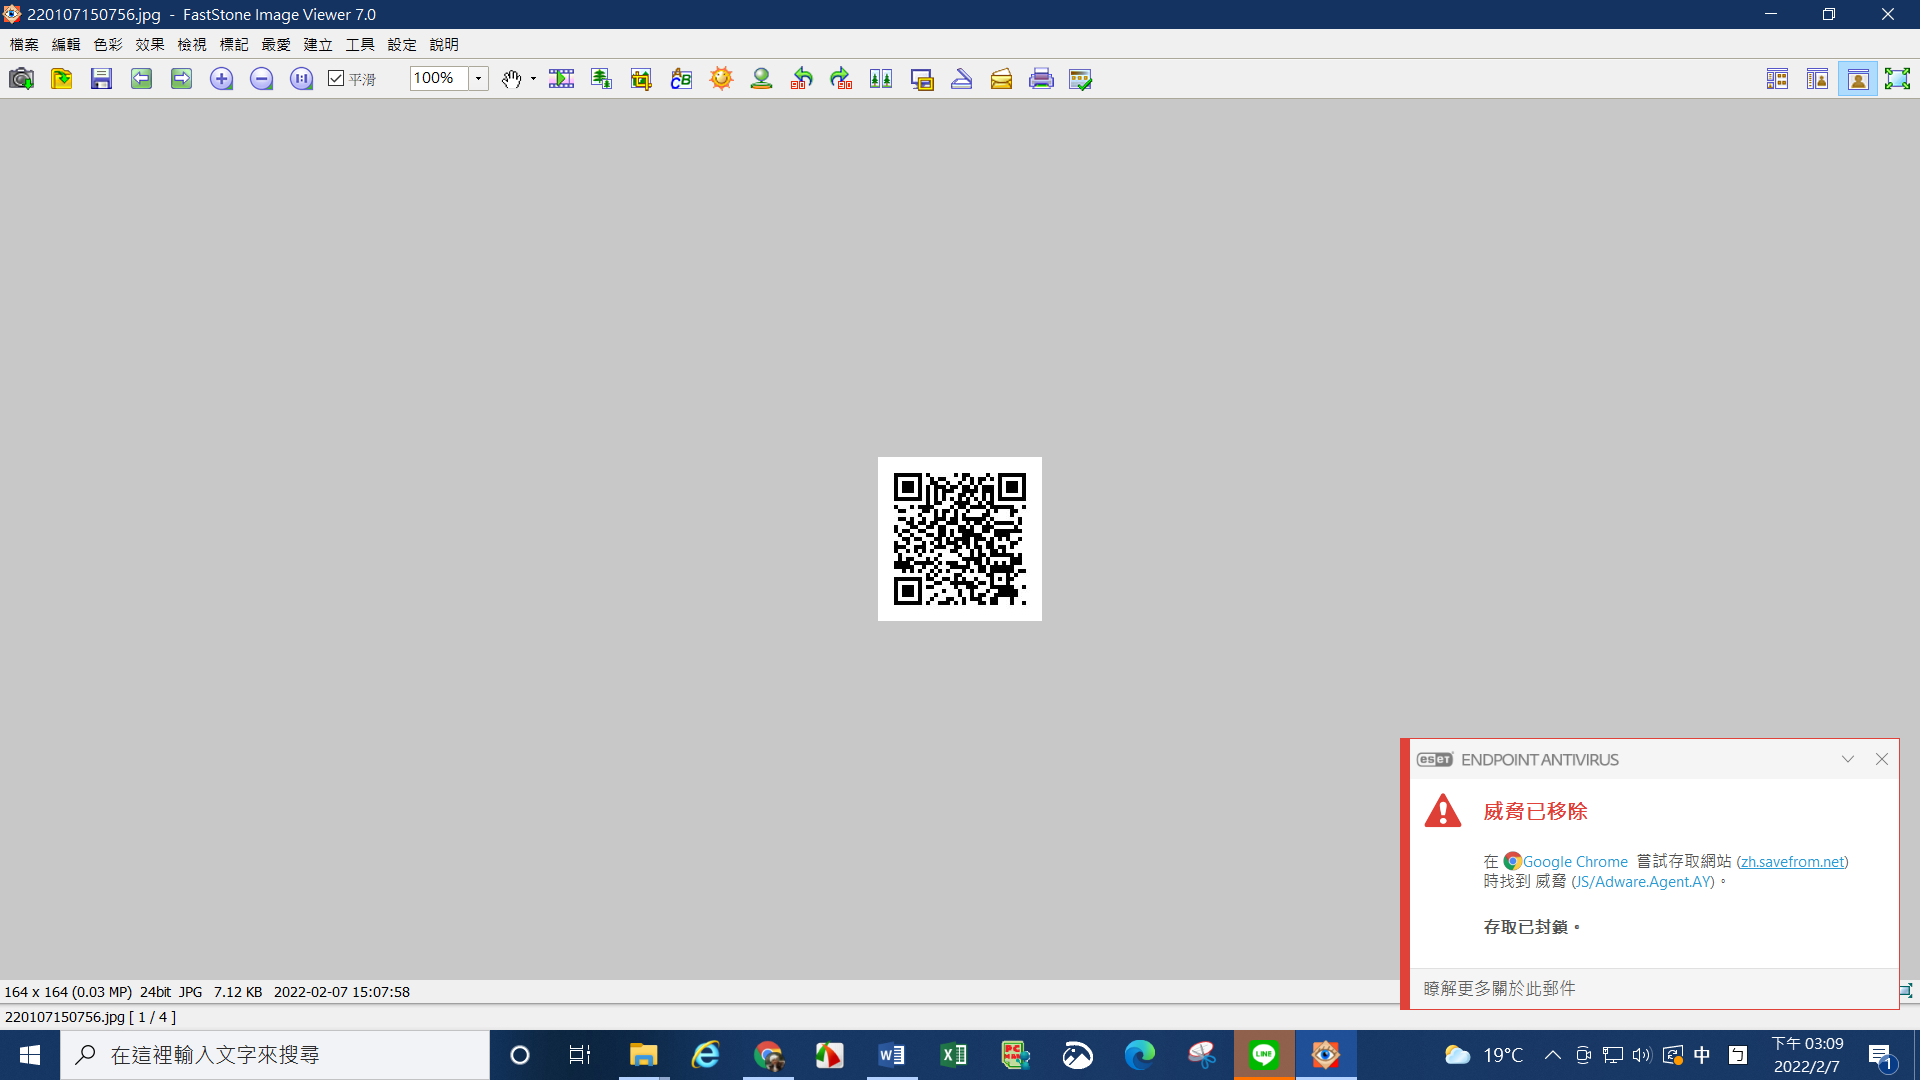 220107150756.jpg - FastStone Image Viewer 7.0
檔案 編輯 色彩 效果 檢視 標記 最愛 建立 工具 設定 說明
平滑 100%
eseT ENDPOINT ANTIVIRUS
威脅已移除
在 Google Chrome 嘗試存取網站 (zh.savefrom.net)
時找到 威脅 (JS/Adware.Agent.AY)。
存取已封鎖。
瞭解更多關於此郵件
164 x 164 (0.03 MP) 24bit JPG 7.12 KB 2022-02-07 15:07:58
220107150756.jpg [ 1 / 4 ]
在這裡輸入文字來搜尋
LINE
19°C
中
下午 03:09
2022/2/7
1